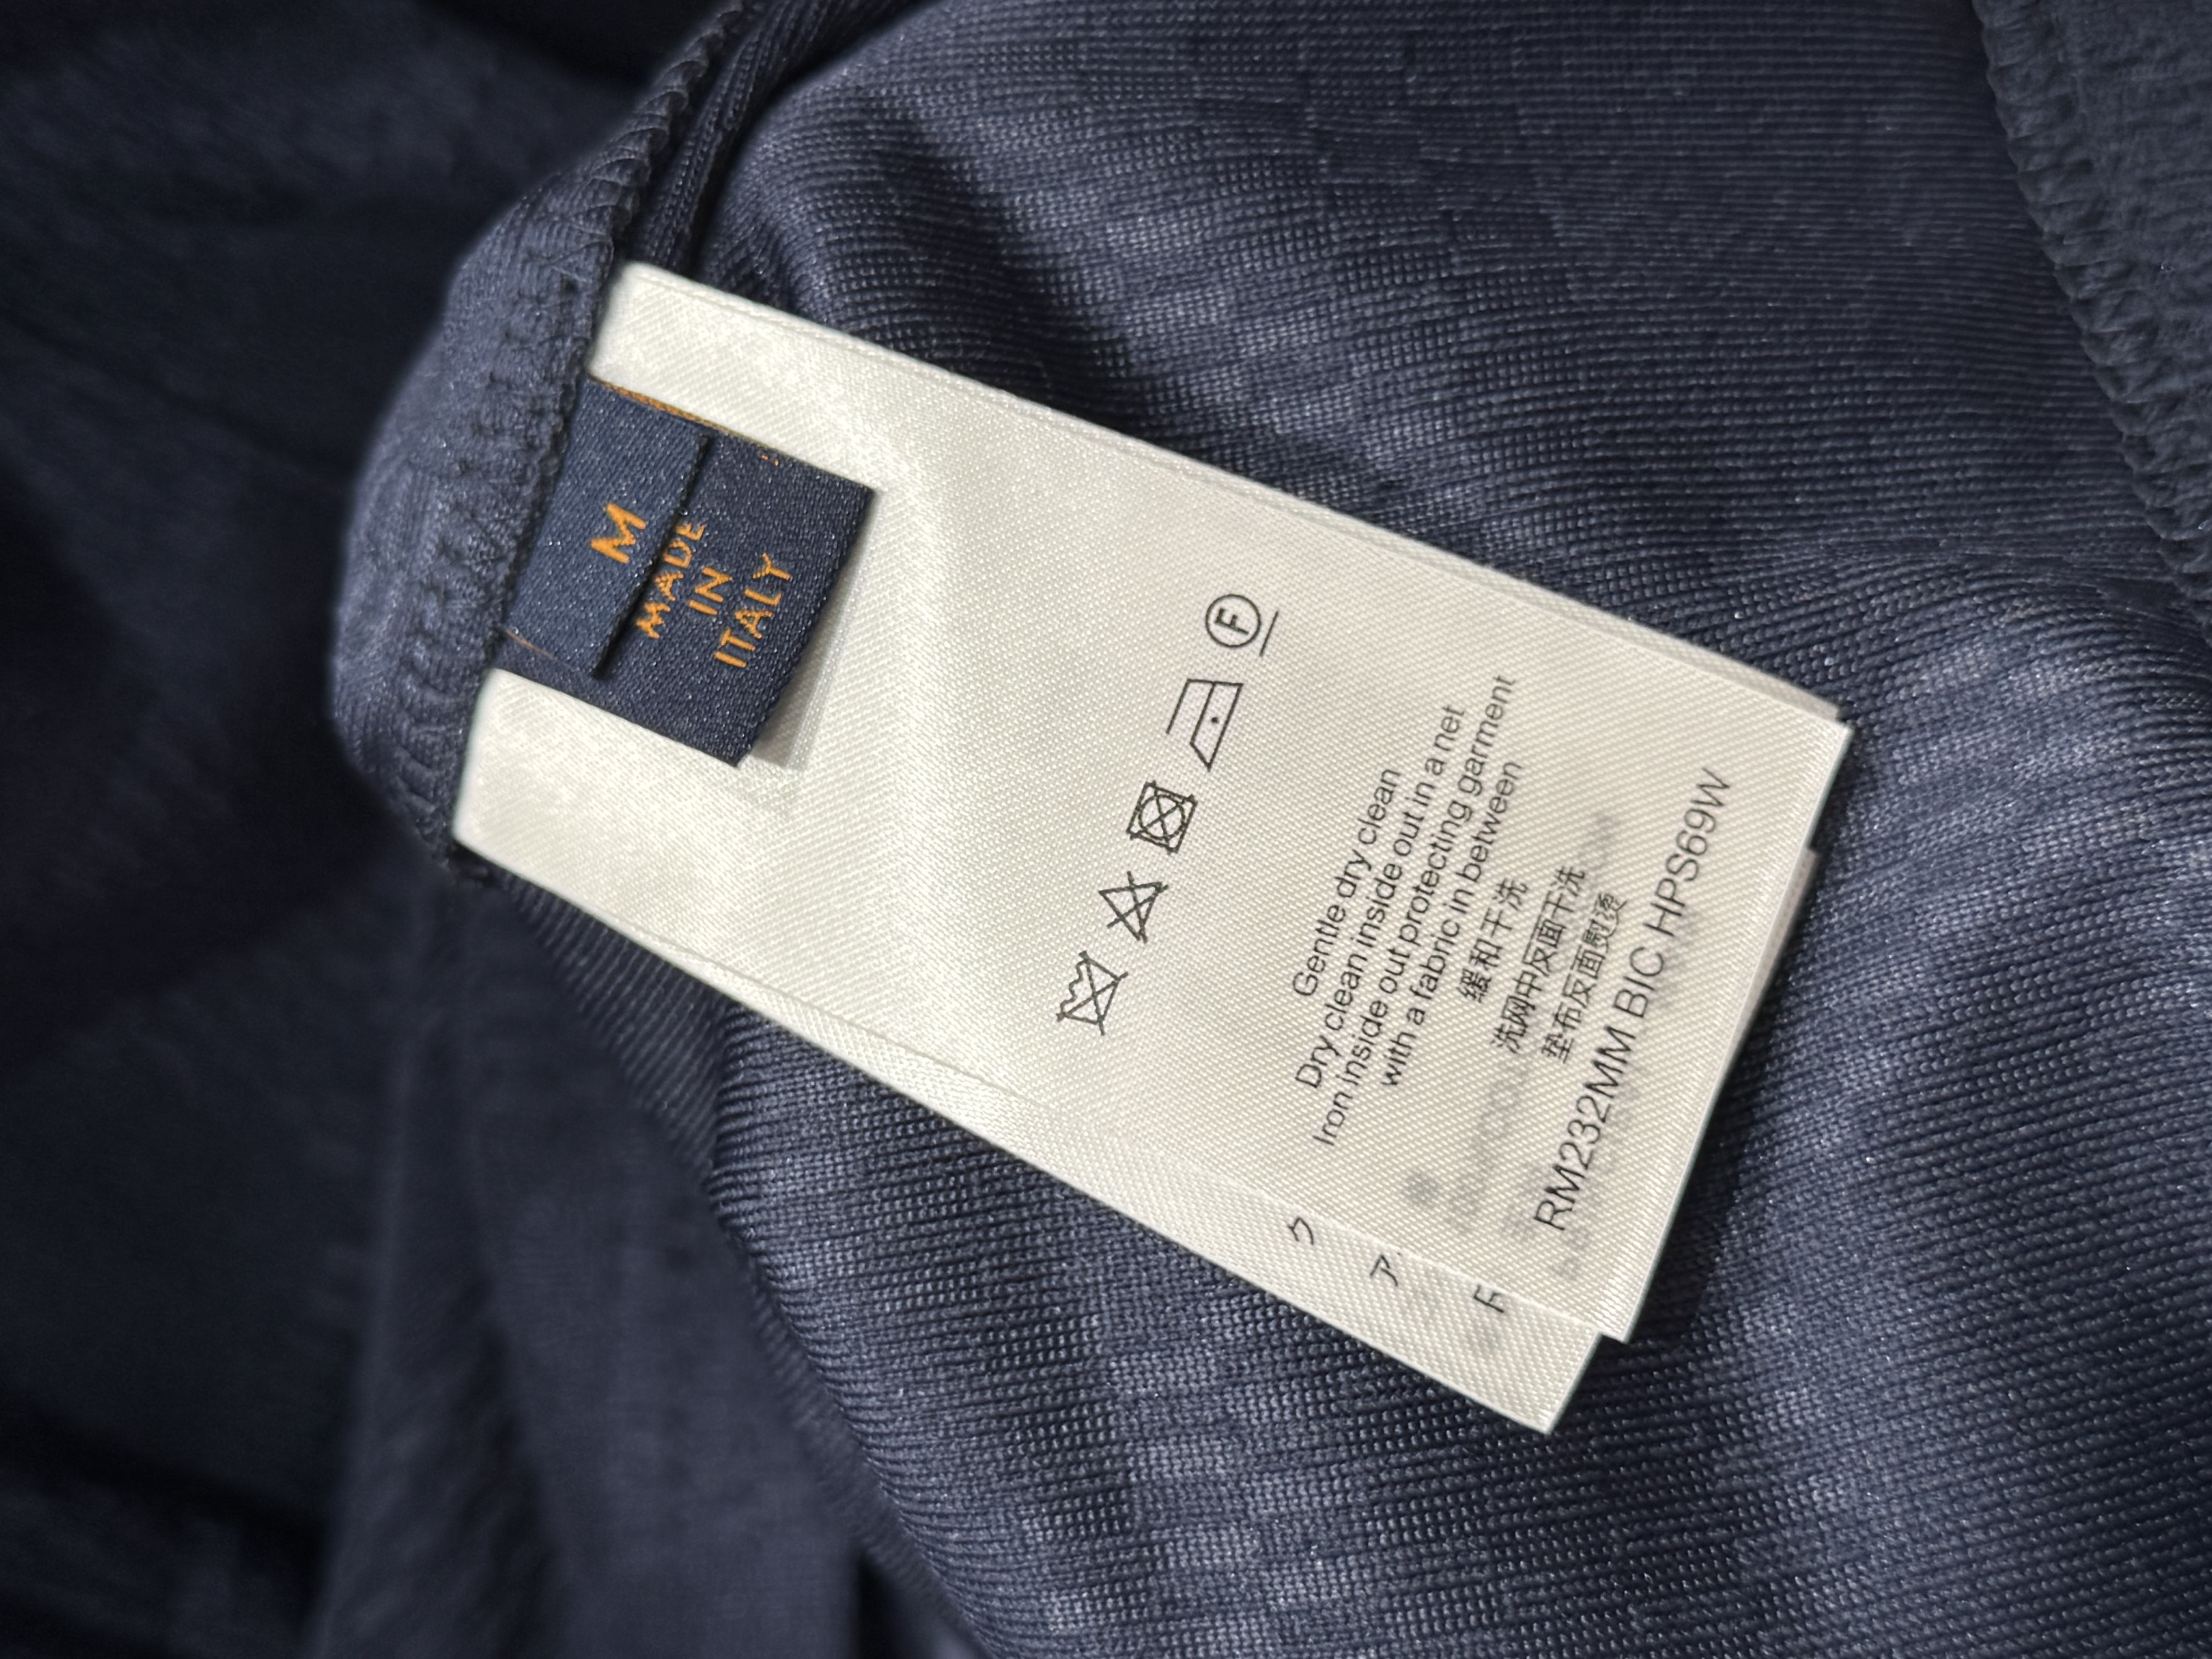 M
MADE
IN
ITALY
F
Gentle dry clean
Dry clean inside out in a net
Iron inside out protecting garment
with a fabric in between
缓和干洗
洗网中反面干洗
垫布反面熨烫
RM232MM BIC HPS69W
ク
ア